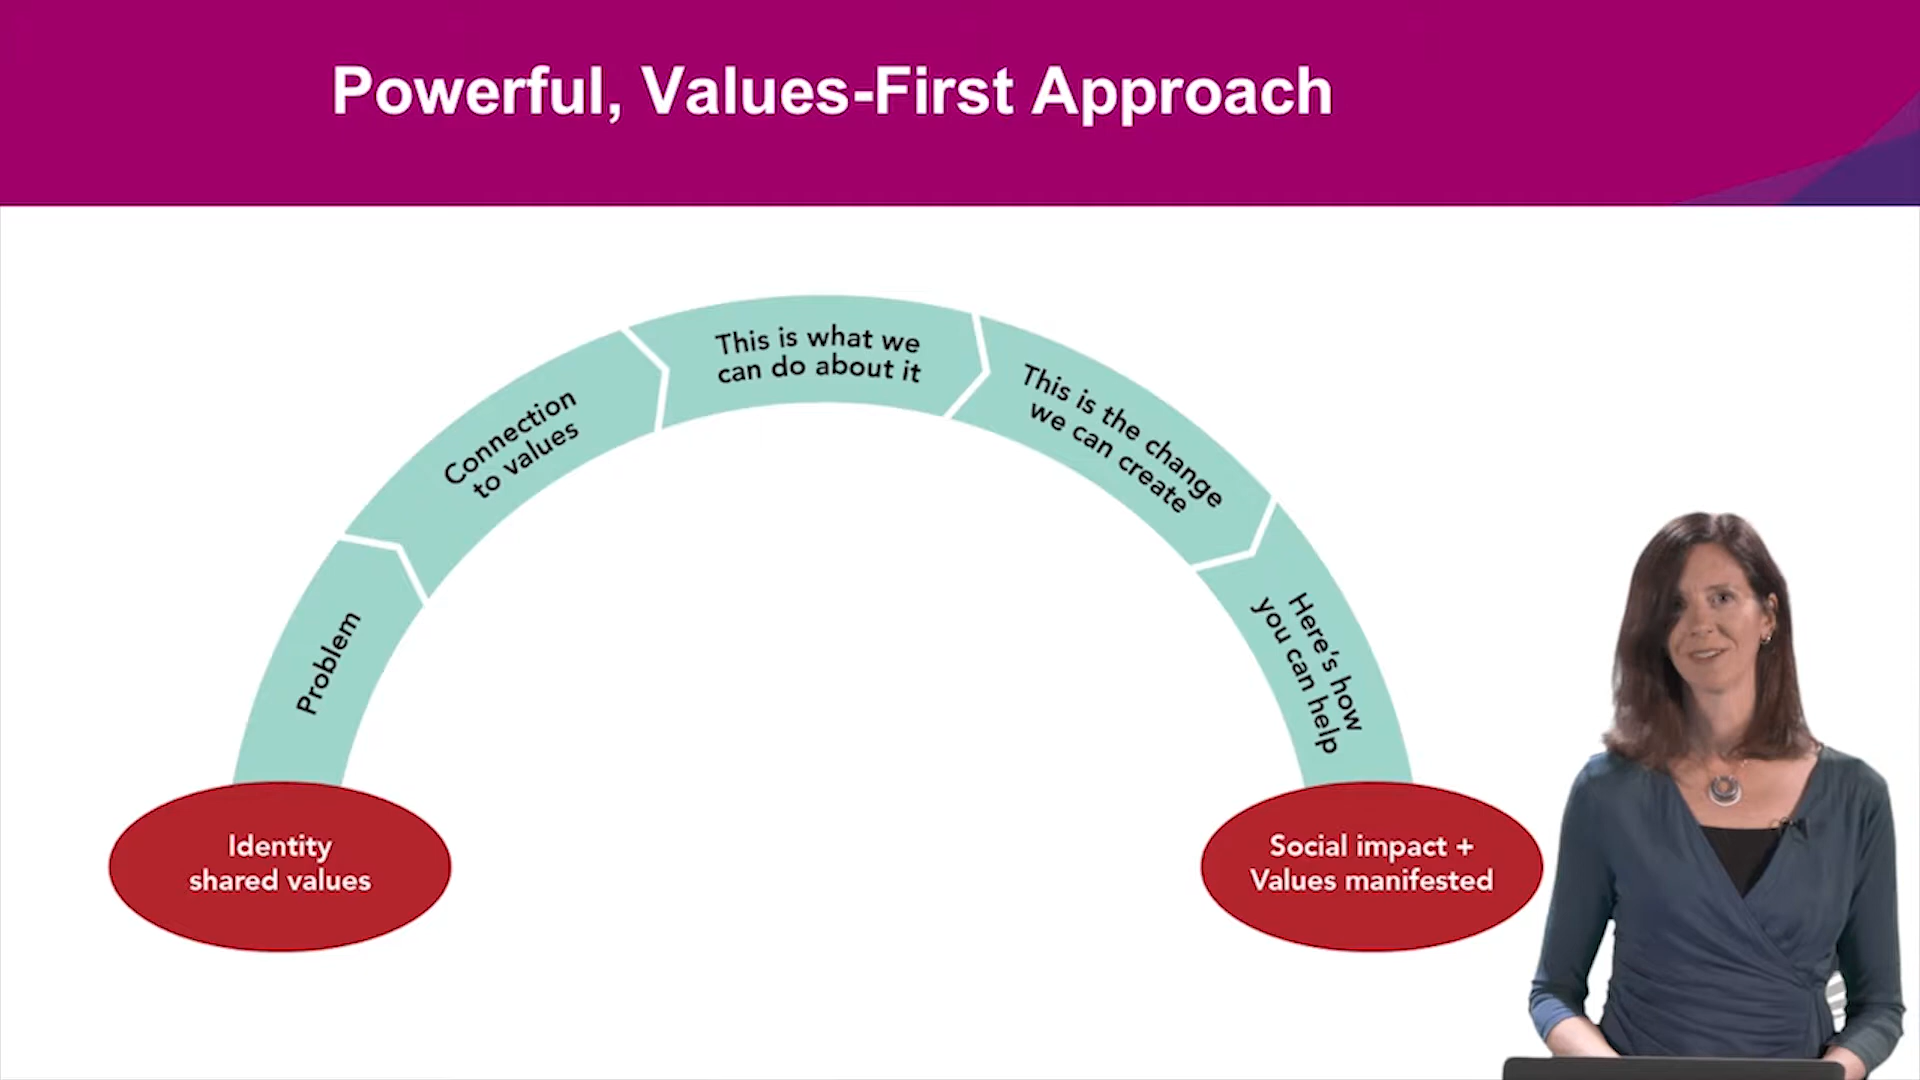 Powerful, Values-First Approach
Identity
shared values
Problem
Connection
to values
This is what we
can do about it
This is the change
we can create
Here's how
you can help
Social impact +
Values manifested